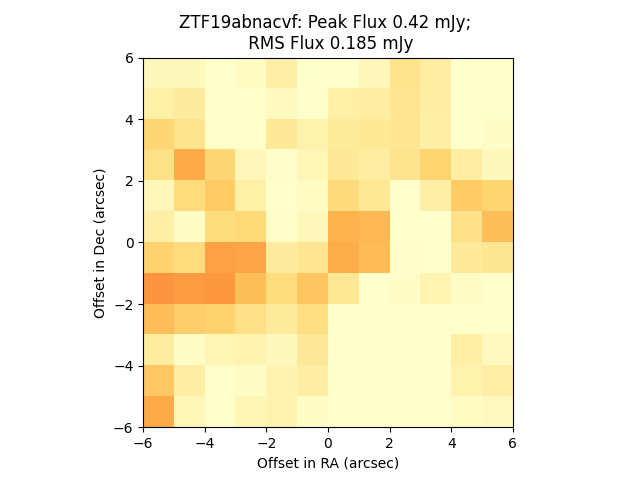 ZTF19abnacvf: Peak Flux 0.42 mJy;
RMS Flux 0.185 mJy
6
4
2
0
−2
−4
−6
Offset in Dec (arcsec)
−6 −4 −2 0 2 4 6
Offset in RA (arcsec)